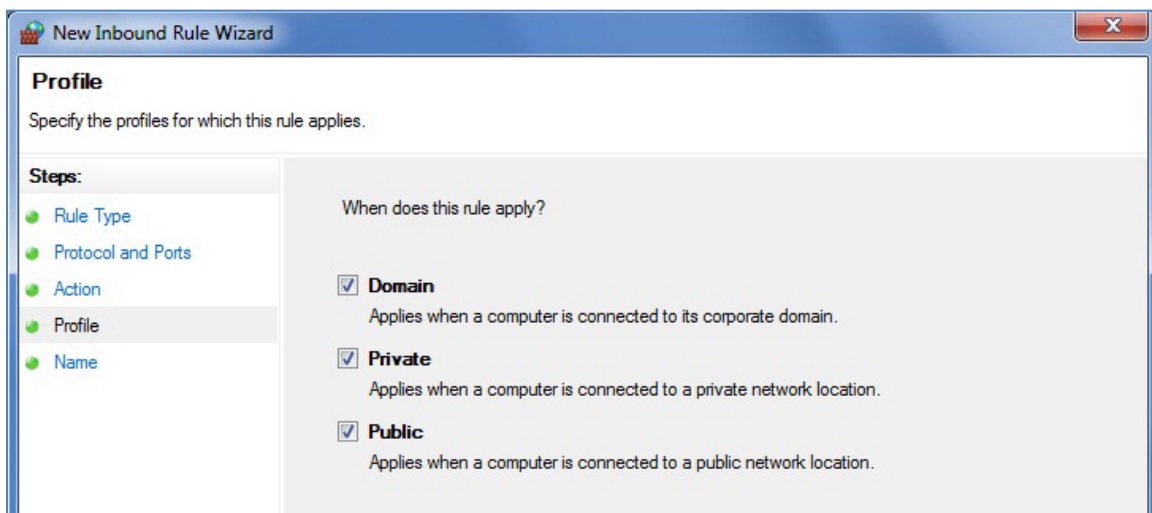 New Inbound Rule Wizard
Profile
Specify the profiles for which this rule applies.
Steps:
Rule Type
Protocol and Ports
Action
Profile
Name
When does this rule apply?
Domain
Applies when a computer is connected to its corporate domain.
Private
Applies when a computer is connected to a private network location.
Public
Applies when a computer is connected to a public network location.